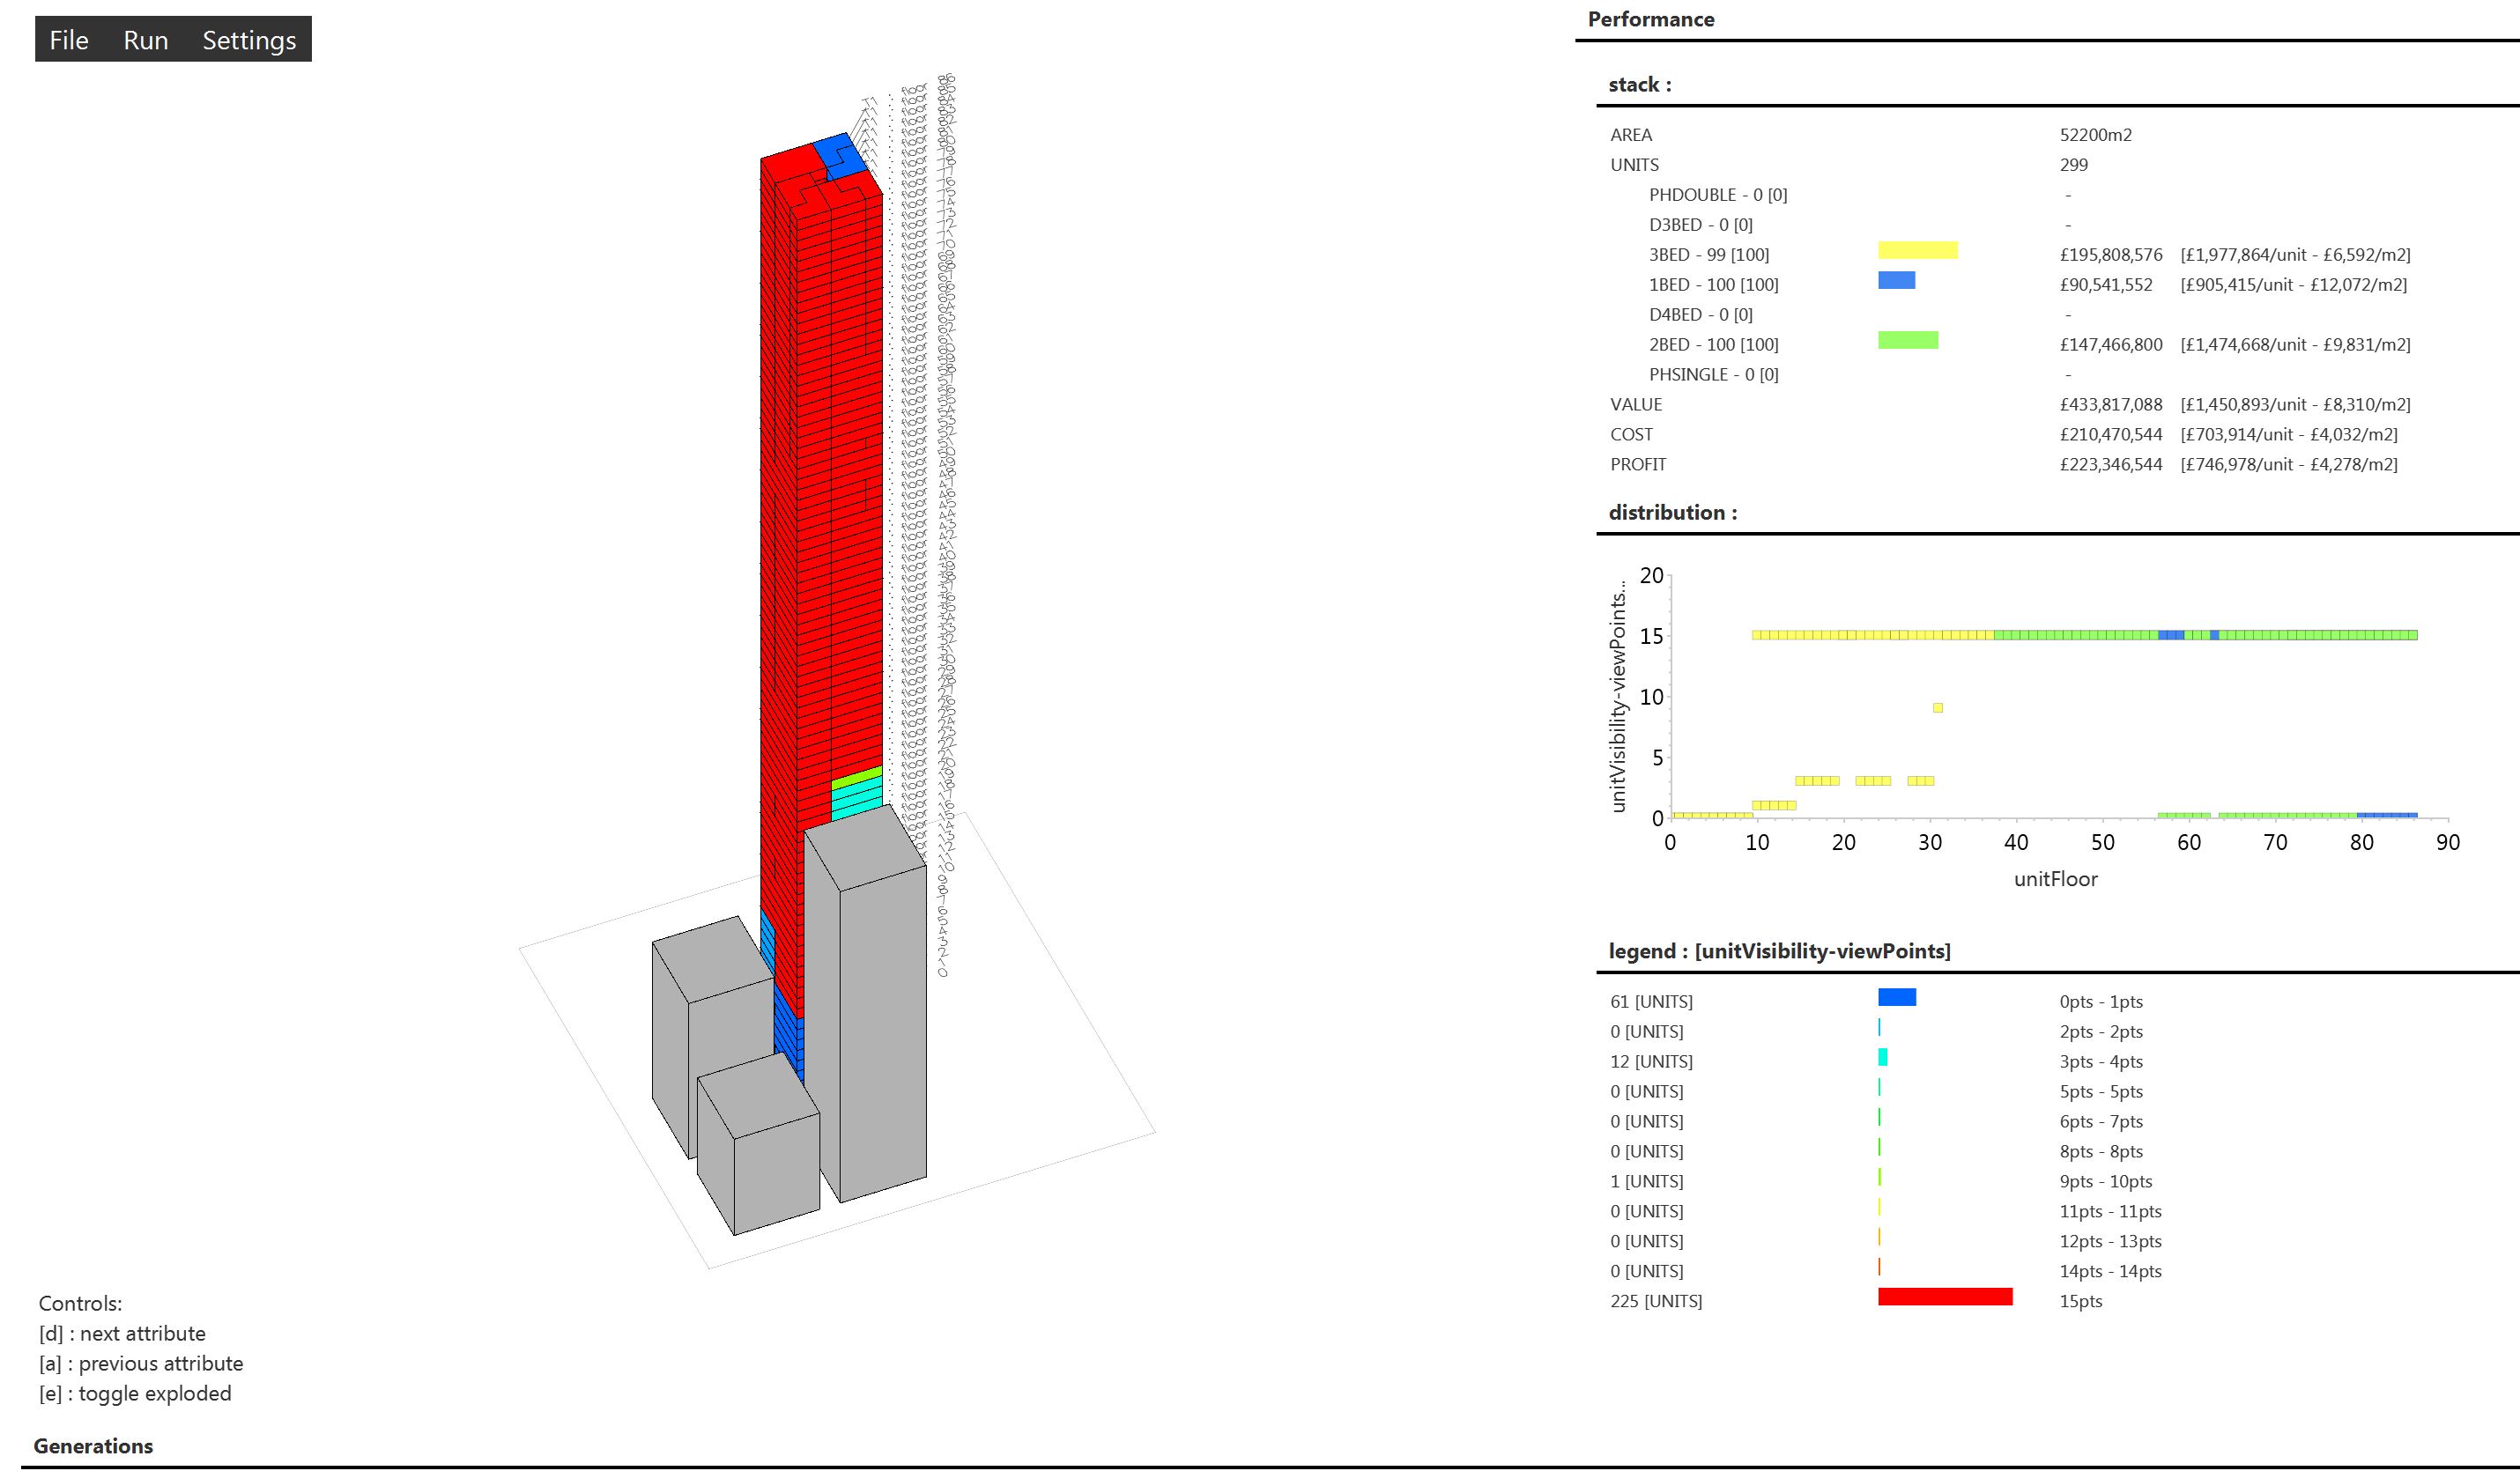 File Run Settings
Performance
stack :
AREA 52200m2
UNITS 299
PHDOUBLE - 0 [0] -
D3BED - 0 [0] -
3BED - 99 [100] £195,808,576 [£1,977,864/unit - £6,592/m2]
1BED - 100 [100] £90,541,552 [£905,415/unit - £12,072/m2]
D4BED - 0 [0] -
2BED - 100 [100] £147,466,800 [£1,474,668/unit - £9,831/m2]
PHSINGLE - 0 [0] -
VALUE £433,817,088 [£1,450,893/unit - £8,310/m2]
COST £210,470,544 [£703,914/unit - £4,032/m2]
PROFIT £223,346,544 [£746,978/unit - £4,278/m2]
distribution :
unitVisibility-viewPoints...
20
15
10
5
0
0 10 20 30 40 50 60 70 80 90
unitFloor
legend : [unitVisibility-viewPoints]
61 [UNITS] 0pts - 1pts
0 [UNITS] 2pts - 2pts
12 [UNITS] 3pts - 4pts
0 [UNITS] 5pts - 5pts
0 [UNITS] 6pts - 7pts
0 [UNITS] 8pts - 8pts
1 [UNITS] 9pts - 10pts
0 [UNITS] 11pts - 11pts
0 [UNITS] 12pts - 13pts
0 [UNITS] 14pts - 14pts
225 [UNITS] 15pts
Controls:
[d] : next attribute
[a] : previous attribute
[e] : toggle exploded
Generations